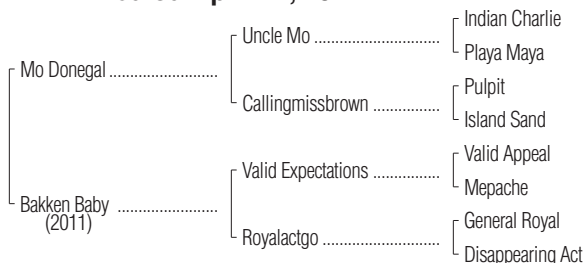 Indian Charlie
Uncle Mo ................................
Playa Maya
Mo Donegal ...........................
Pulpit
Callingmissbrown .................
Island Sand
Valid Appeal
Valid Expectations .................
Mepache
Bakken Baby .........................
(2011)
General Royal
Royalactgo ............................
Disappearing Act